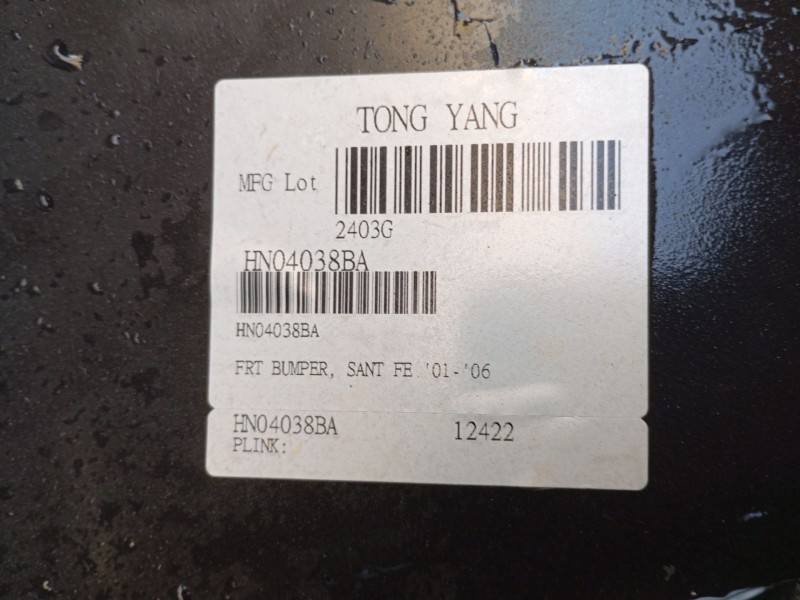 TONG YANG
MFG Lot
2403G
HN04038BA
HN04038BA
FRT BUMPER, SANT FE '01-'06
HN04038BA 12422
PLINK: